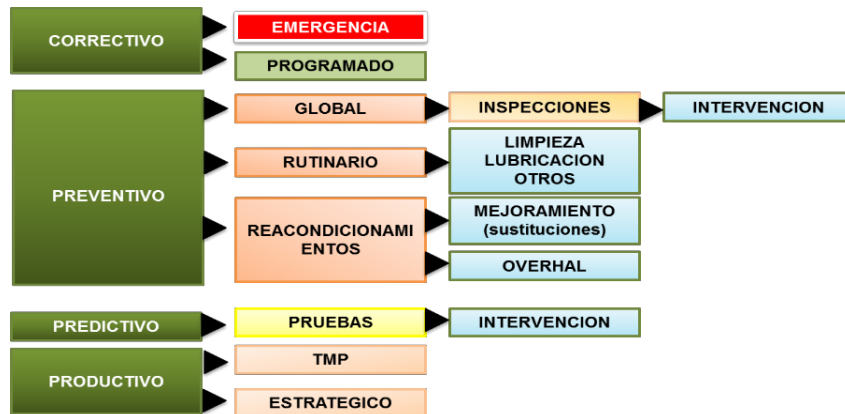 CORRECTIVO
EMERGENCIA
PROGRAMADO
PREVENTIVO
GLOBAL
INSPECCIONES
INTERVENCION
RUTINARIO
LIMPIEZA
LUBRICACION
OTROS
REACONDICIONAMI
ENTOS
MEJORAMIENTO
(sustituciones)
OVERHAL
PREDICTIVO
PRUEBAS
INTERVENCION
PRODUCTIVO
TMP
ESTRATEGICO